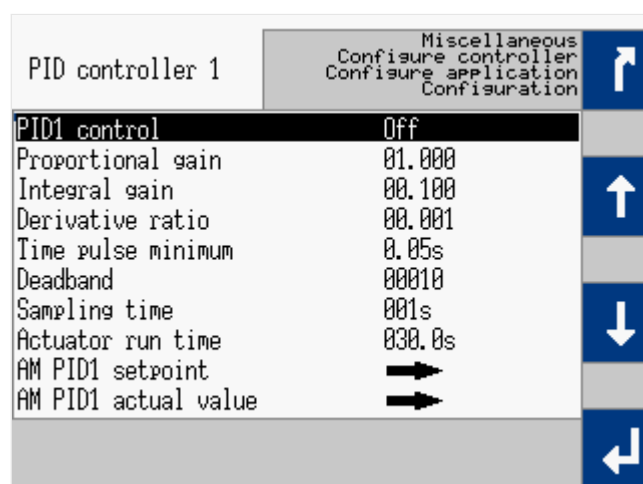 PID controller 1
Miscellaneous
Configure controller
Configure application
Configuration
PID1 control Off
Proportional gain 01.000
Integral gain 00.100
Derivative ratio 00.001
Time pulse minimum 0.05s
Deadband 00010
Sampling time 001s
Actuator run time 030.0s
AM PID1 setpoint
AM PID1 actual value